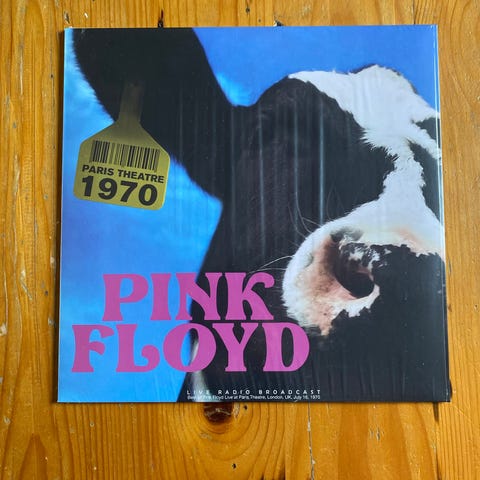 PARIS THEATRE
1970
PINK
FLOYD
LIVE RADIO BROADCAST
Best of Pink Floyd Live at Paris Theatre, London, UK, July 16, 1970